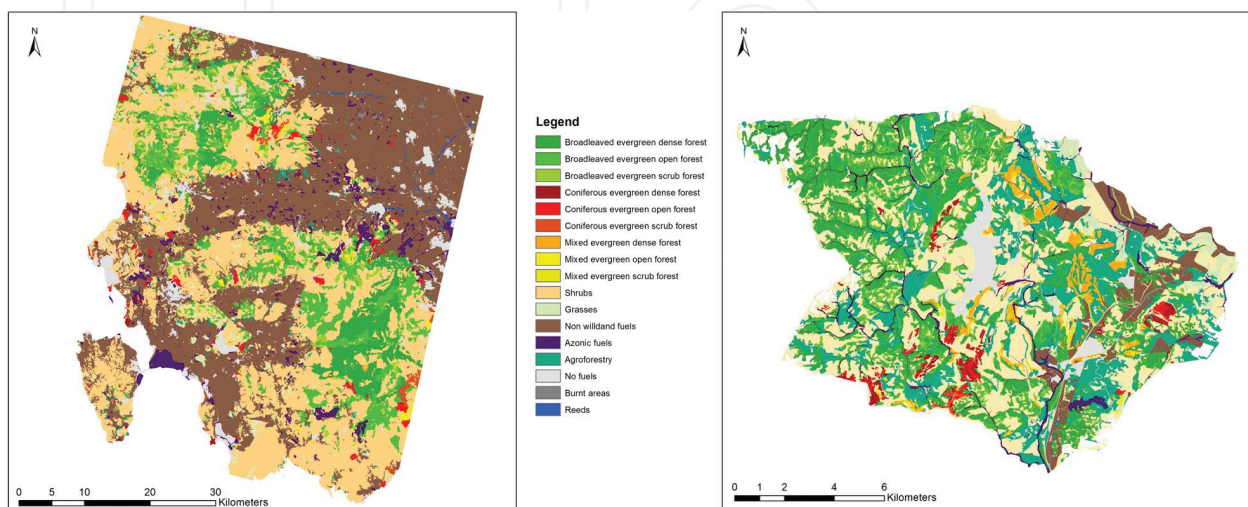 N
0 5 10 20 30
Kilometers
Legend
Broadleaved evergreen dense forest
Broadleaved evergreen open forest
Broadleaved evergreen scrub forest
Coniferous evergreen dense forest
Coniferous evergreen open forest
Coniferous evergreen scrub forest
Mixed evergreen dense forest
Mixed evergreen open forest
Mixed evergreen scrub forest
Shrubs
Grasses
Non willdand fuels
Azonic fuels
Agroforestry
No fuels
Burnt areas
Reeds
N
0 1 2 4 6
Kilometers